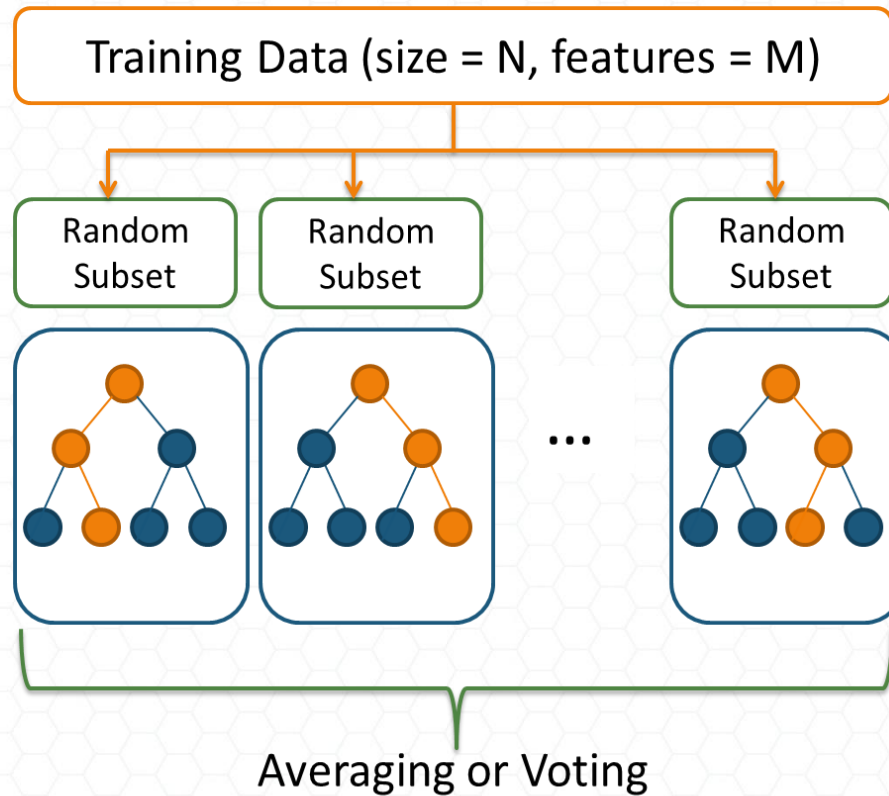 Training Data (size = N, features = M)
Random
Subset
Random
Subset
Random
Subset
...
Averaging or Voting